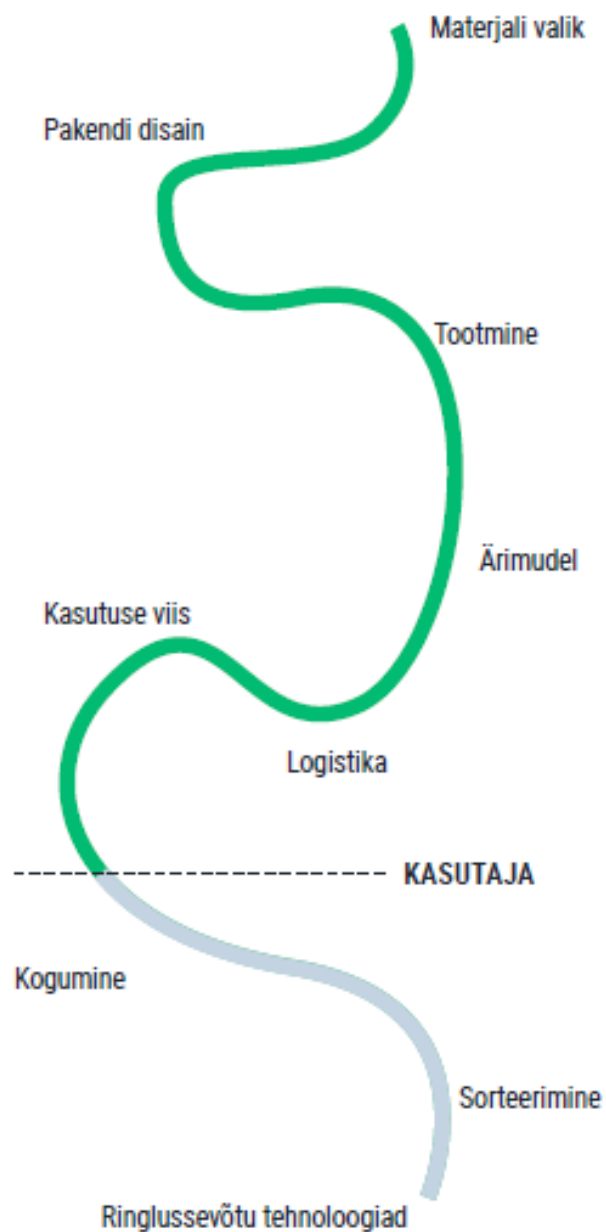 Materjali valik
Pakendi disain
Tootmine
Ärimudel
Kasutuse viis
Logistika
KASUTAJA
Kogumine
Sorteerimine
Ringlussevõtu tehnoloogiad